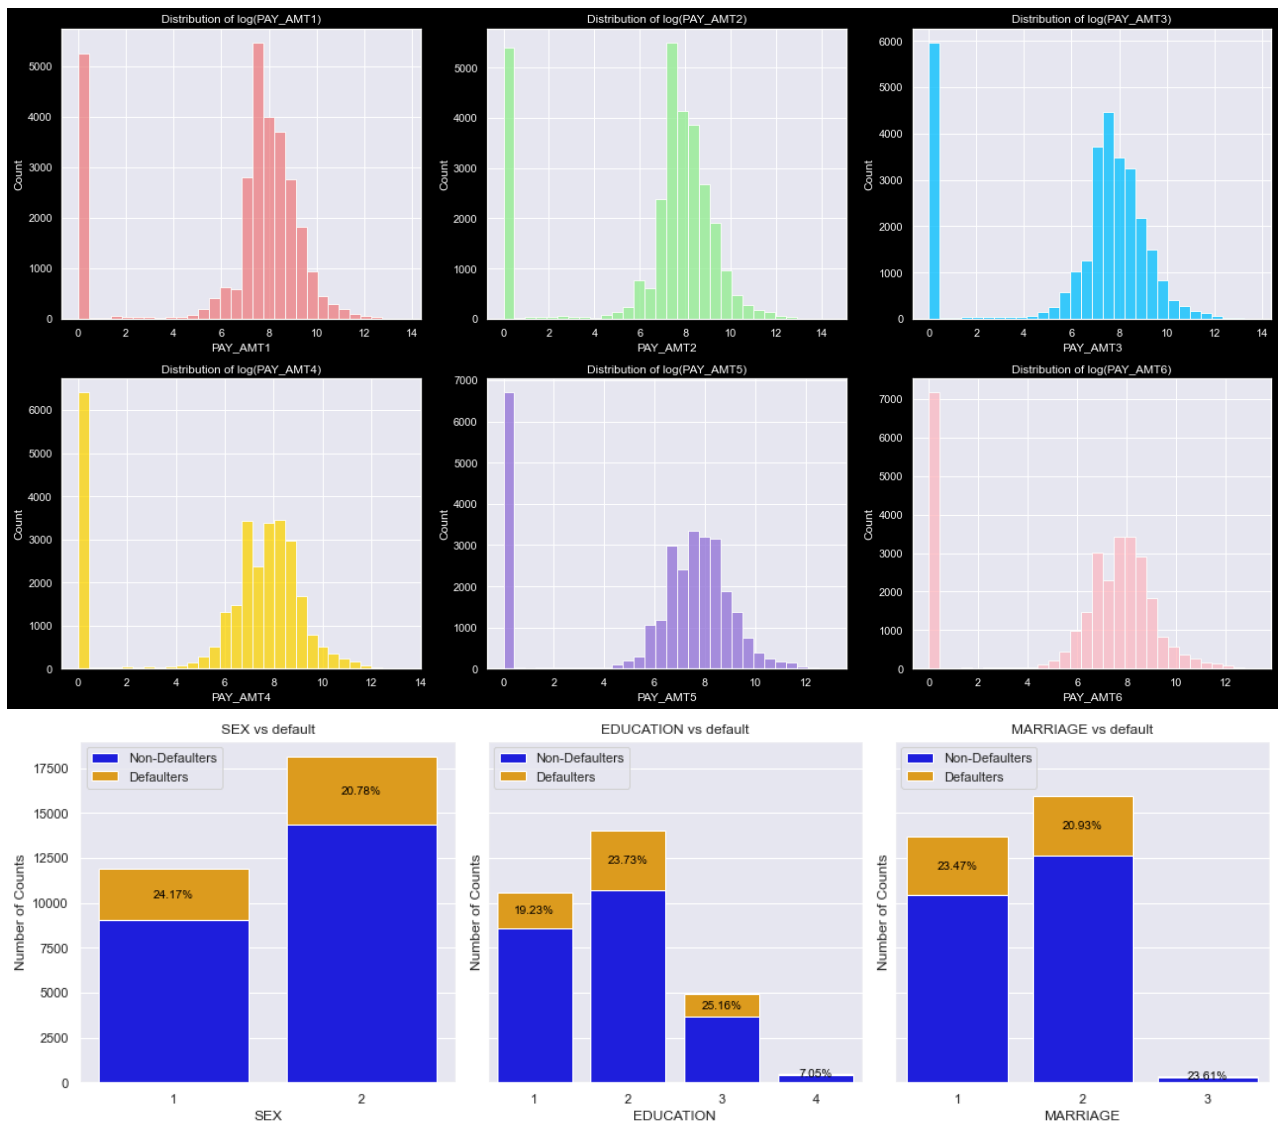 Distribution of log(PAY_AMT1)
Count
5000
4000
3000
2000
1000
0
0 2 4 6 8 10 12 14
PAY_AMT1
Distribution of log(PAY_AMT2)
Count
5000
4000
3000
2000
1000
0
0 2 4 6 8 10 12 14
PAY_AMT2
Distribution of log(PAY_AMT3)
Count
6000
5000
4000
3000
2000
1000
0
0 2 4 6 8 10 12 14
PAY_AMT3
Distribution of log(PAY_AMT4)
Count
6000
5000
4000
3000
2000
1000
0
0 2 4 6 8 10 12 14
PAY_AMT4
Distribution of log(PAY_AMT5)
Count
7000
6000
5000
4000
3000
2000
1000
0
0 2 4 6 8 10 12
PAY_AMT5
Distribution of log(PAY_AMT6)
Count
7000
6000
5000
4000
3000
2000
1000
0
0 2 4 6 8 10 12
PAY_AMT6
SEX vs default
Non-Defaulters
Defaulters
Number of Counts
17500
15000
12500
10000
7500
5000
2500
0
24.17%
20.78%
1 2
SEX
EDUCATION vs default
Non-Defaulters
Defaulters
Number of Counts
19.23%
23.73%
25.16%
7.05%
1 2 3 4
EDUCATION
MARRIAGE vs default
Non-Defaulters
Defaulters
Number of Counts
23.47%
20.93%
23.61%
1 2 3
MARRIAGE